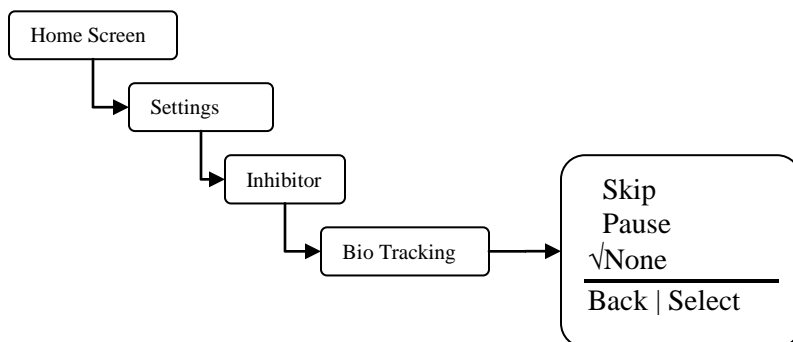 Home Screen
Settings
Inhibitor
Bio Tracking
Skip
Pause
√None
Back | Select